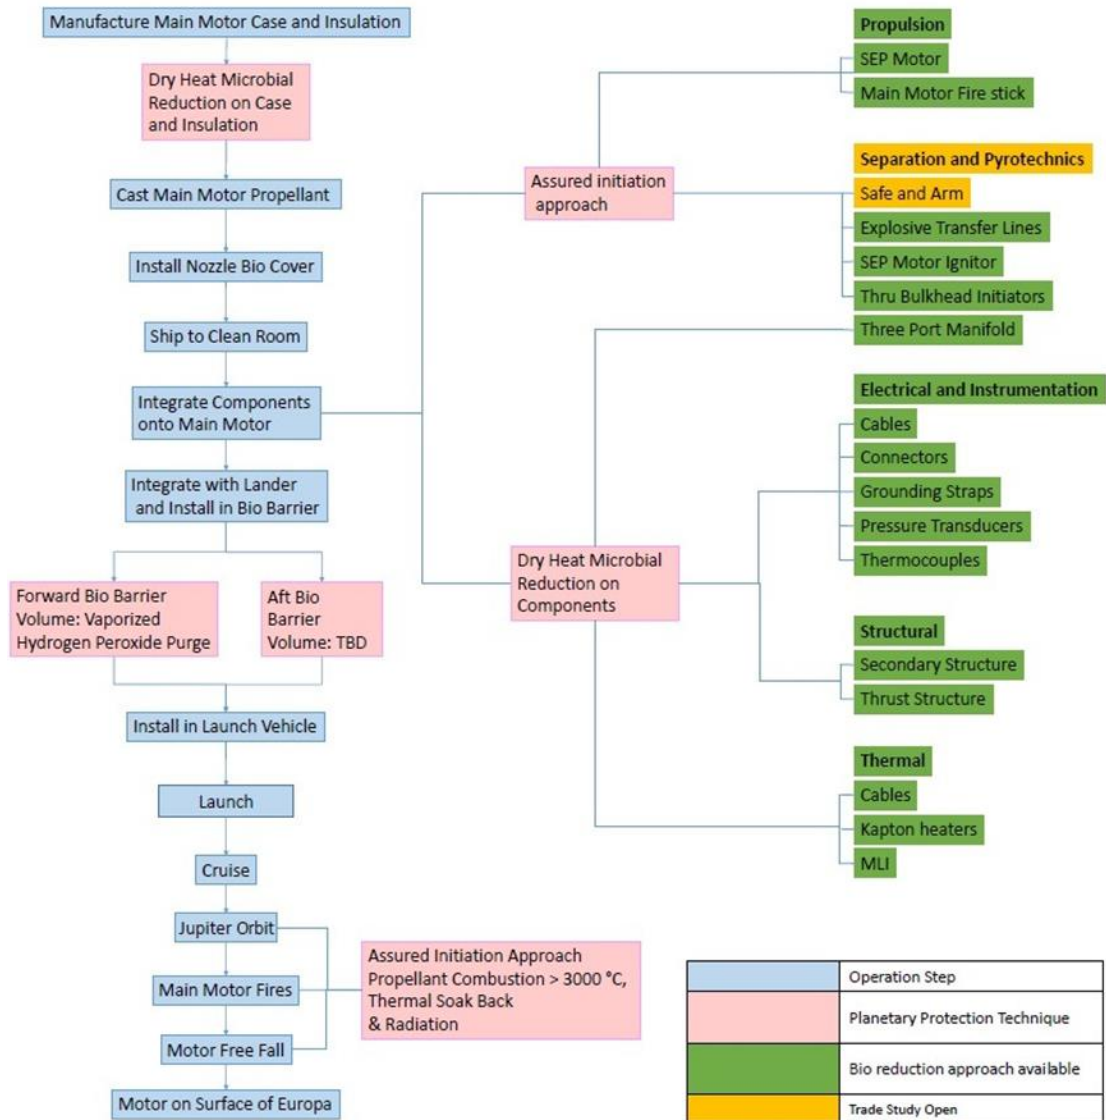 Manufacture Main Motor Case and Insulation
Dry Heat Microbial
Reduction on Case
and Insulation
Cast Main Motor Propellant
Install Nozzle Bio Cover
Ship to Clean Room
Integrate Components
onto Main Motor
Integrate with Lander
and Install in Bio Barrier
Forward Bio Barrier
Volume: Vaporized
Hydrogen Peroxide Purge
Aft Bio
Barrier
Volume: TBD
Install in Launch Vehicle
Launch
Cruise
Jupiter Orbit
Main Motor Fires
Motor Free Fall
Motor on Surface of Europa
Assured Initiation Approach
Propellant Combustion > 3000 °C,
Thermal Soak Back
& Radiation
Assured initiation
approach
Dry Heat Microbial
Reduction on
Components
Propulsion
SEP Motor
Main Motor Fire stick
Separation and Pyrotechnics
Safe and Arm
Explosive Transfer Lines
SEP Motor Ignitor
Thru Bulkhead Initiators
Three Port Manifold
Electrical and Instrumentation
Cables
Connectors
Grounding Straps
Pressure Transducers
Thermocouples
Structural
Secondary Structure
Thrust Structure
Thermal
Cables
Kapton heaters
MLI
Operation Step
Planetary Protection Technique
Bio reduction approach available
Trade Study Open